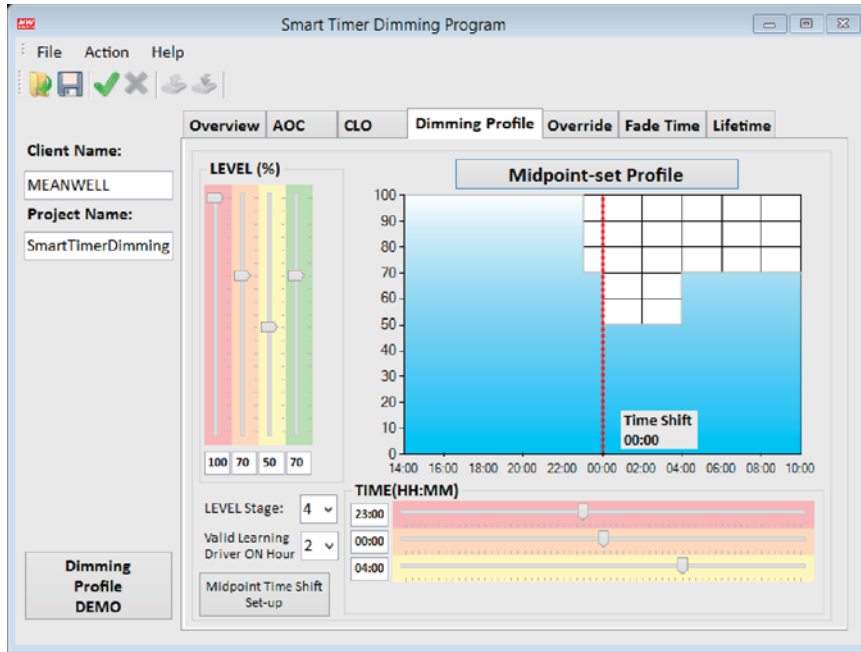 MW
Smart Timer Dimming Program
File Action Help
Overview AOC CLO Dimming Profile Override Fade Time Lifetime
Client Name:
MEANWELL
Project Name:
SmartTimerDimming
Dimming
Profile
DEMO
LEVEL (%)
100 70 50 70
LEVEL Stage: 4
Valid Learning
Driver ON Hour 2
Midpoint Time Shift
Set-up
Midpoint-set Profile
100
90
80
70
60
50
40
30
20
10
0
Time Shift
00:00
14:00 16:00 18:00 20:00 22:00 00:00 02:00 04:00 06:00 08:00 10:00
TIME(HH:MM)
23:00
00:00
04:00